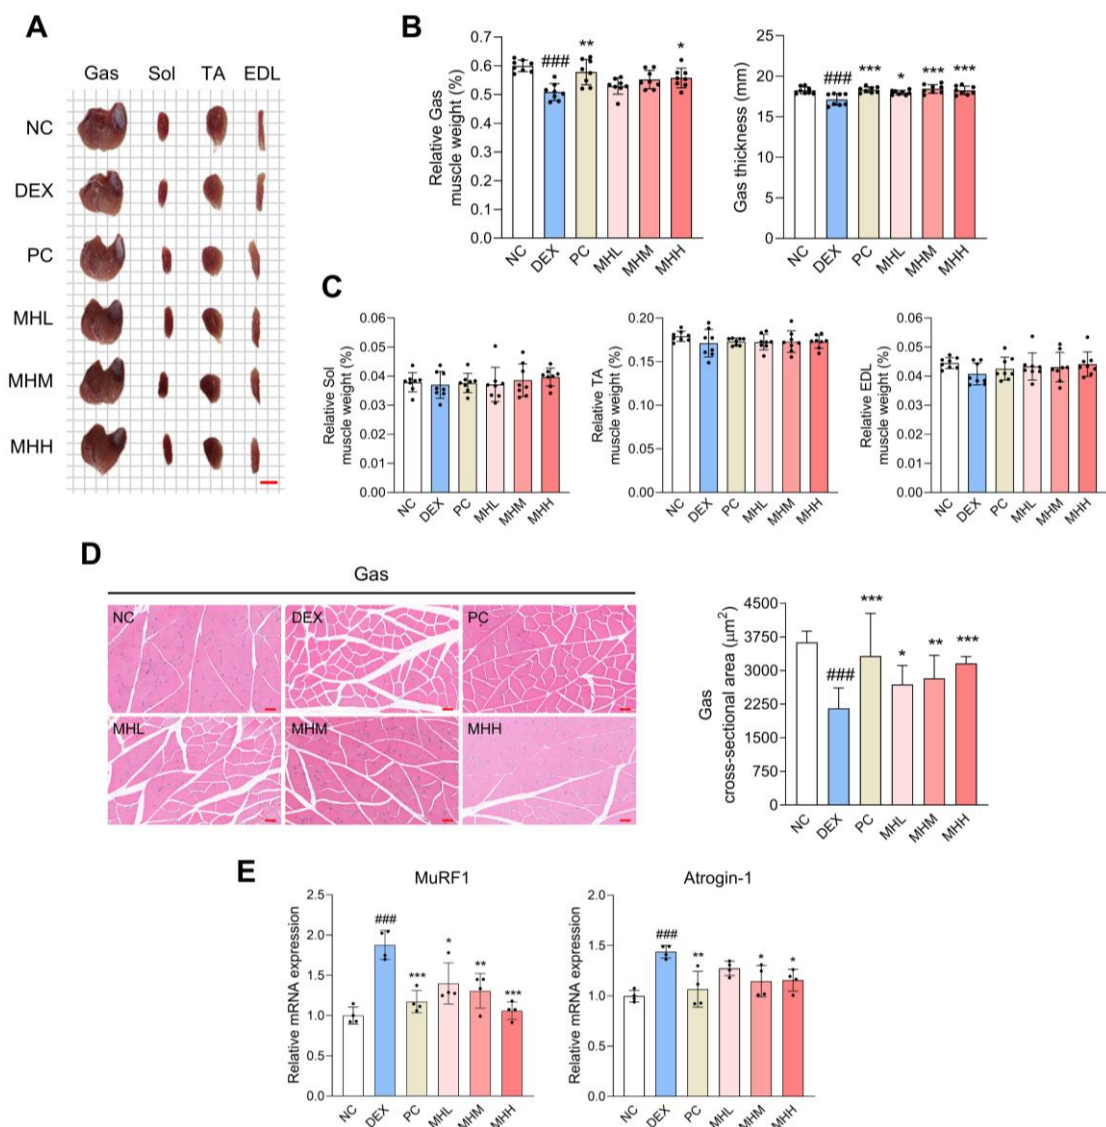 A
Gas Sol TA EDL
NC
DEX
PC
MHL
MHM
MHH
B
Relative Gas
muscle weight (%)
0.7
0.6
0.5
0.4
0.3
0.2
0.1
0.0
###
**
*
NC DEX PC MHL MHM MHH
Gas thickness (mm)
25
20
15
10
5
0
###
***
*
***
***
NC DEX PC MHL MHM MHH
C
Relative Sol
muscle weight (%)
0.06
0.05
0.04
0.03
0.02
0.01
0.00
NC DEX PC MHL MHM MHH
Relative TA
muscle weight (%)
0.20
0.15
0.10
0.05
0.00
NC DEX PC MHL MHM MHH
Relative EDL
muscle weight (%)
0.06
0.05
0.04
0.03
0.02
0.01
0.00
NC DEX PC MHL MHM MHH
D
Gas
NC DEX PC
MHL MHM MHH
Gas
cross-sectional area (μm²)
4500
3750
3000
2250
1500
750
0
###
***
*
**
***
NC DEX PC MHL MHM MHH
E
MuRF1
Relative mRNA expression
2.5
2.0
1.5
1.0
0.5
0.0
###
***
*
**
***
NC DEX PC MHL MHM MHH
Atrogin-1
Relative mRNA expression
2.0
1.5
1.0
0.5
0.0
###
**
*
*
NC DEX PC MHL MHM MHH